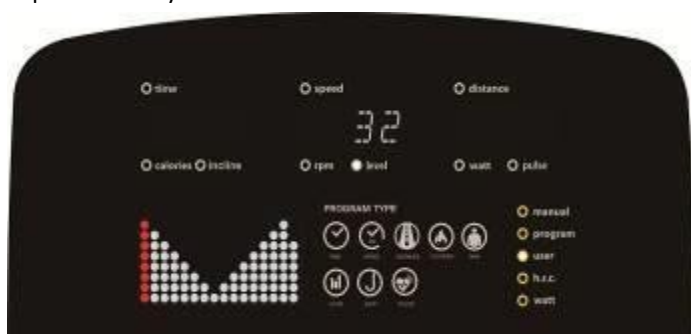 time speed distance
32
calories incline rpm level watt pulse
PROGRAM TYPE
manual
program
user
h.r.c.
watt